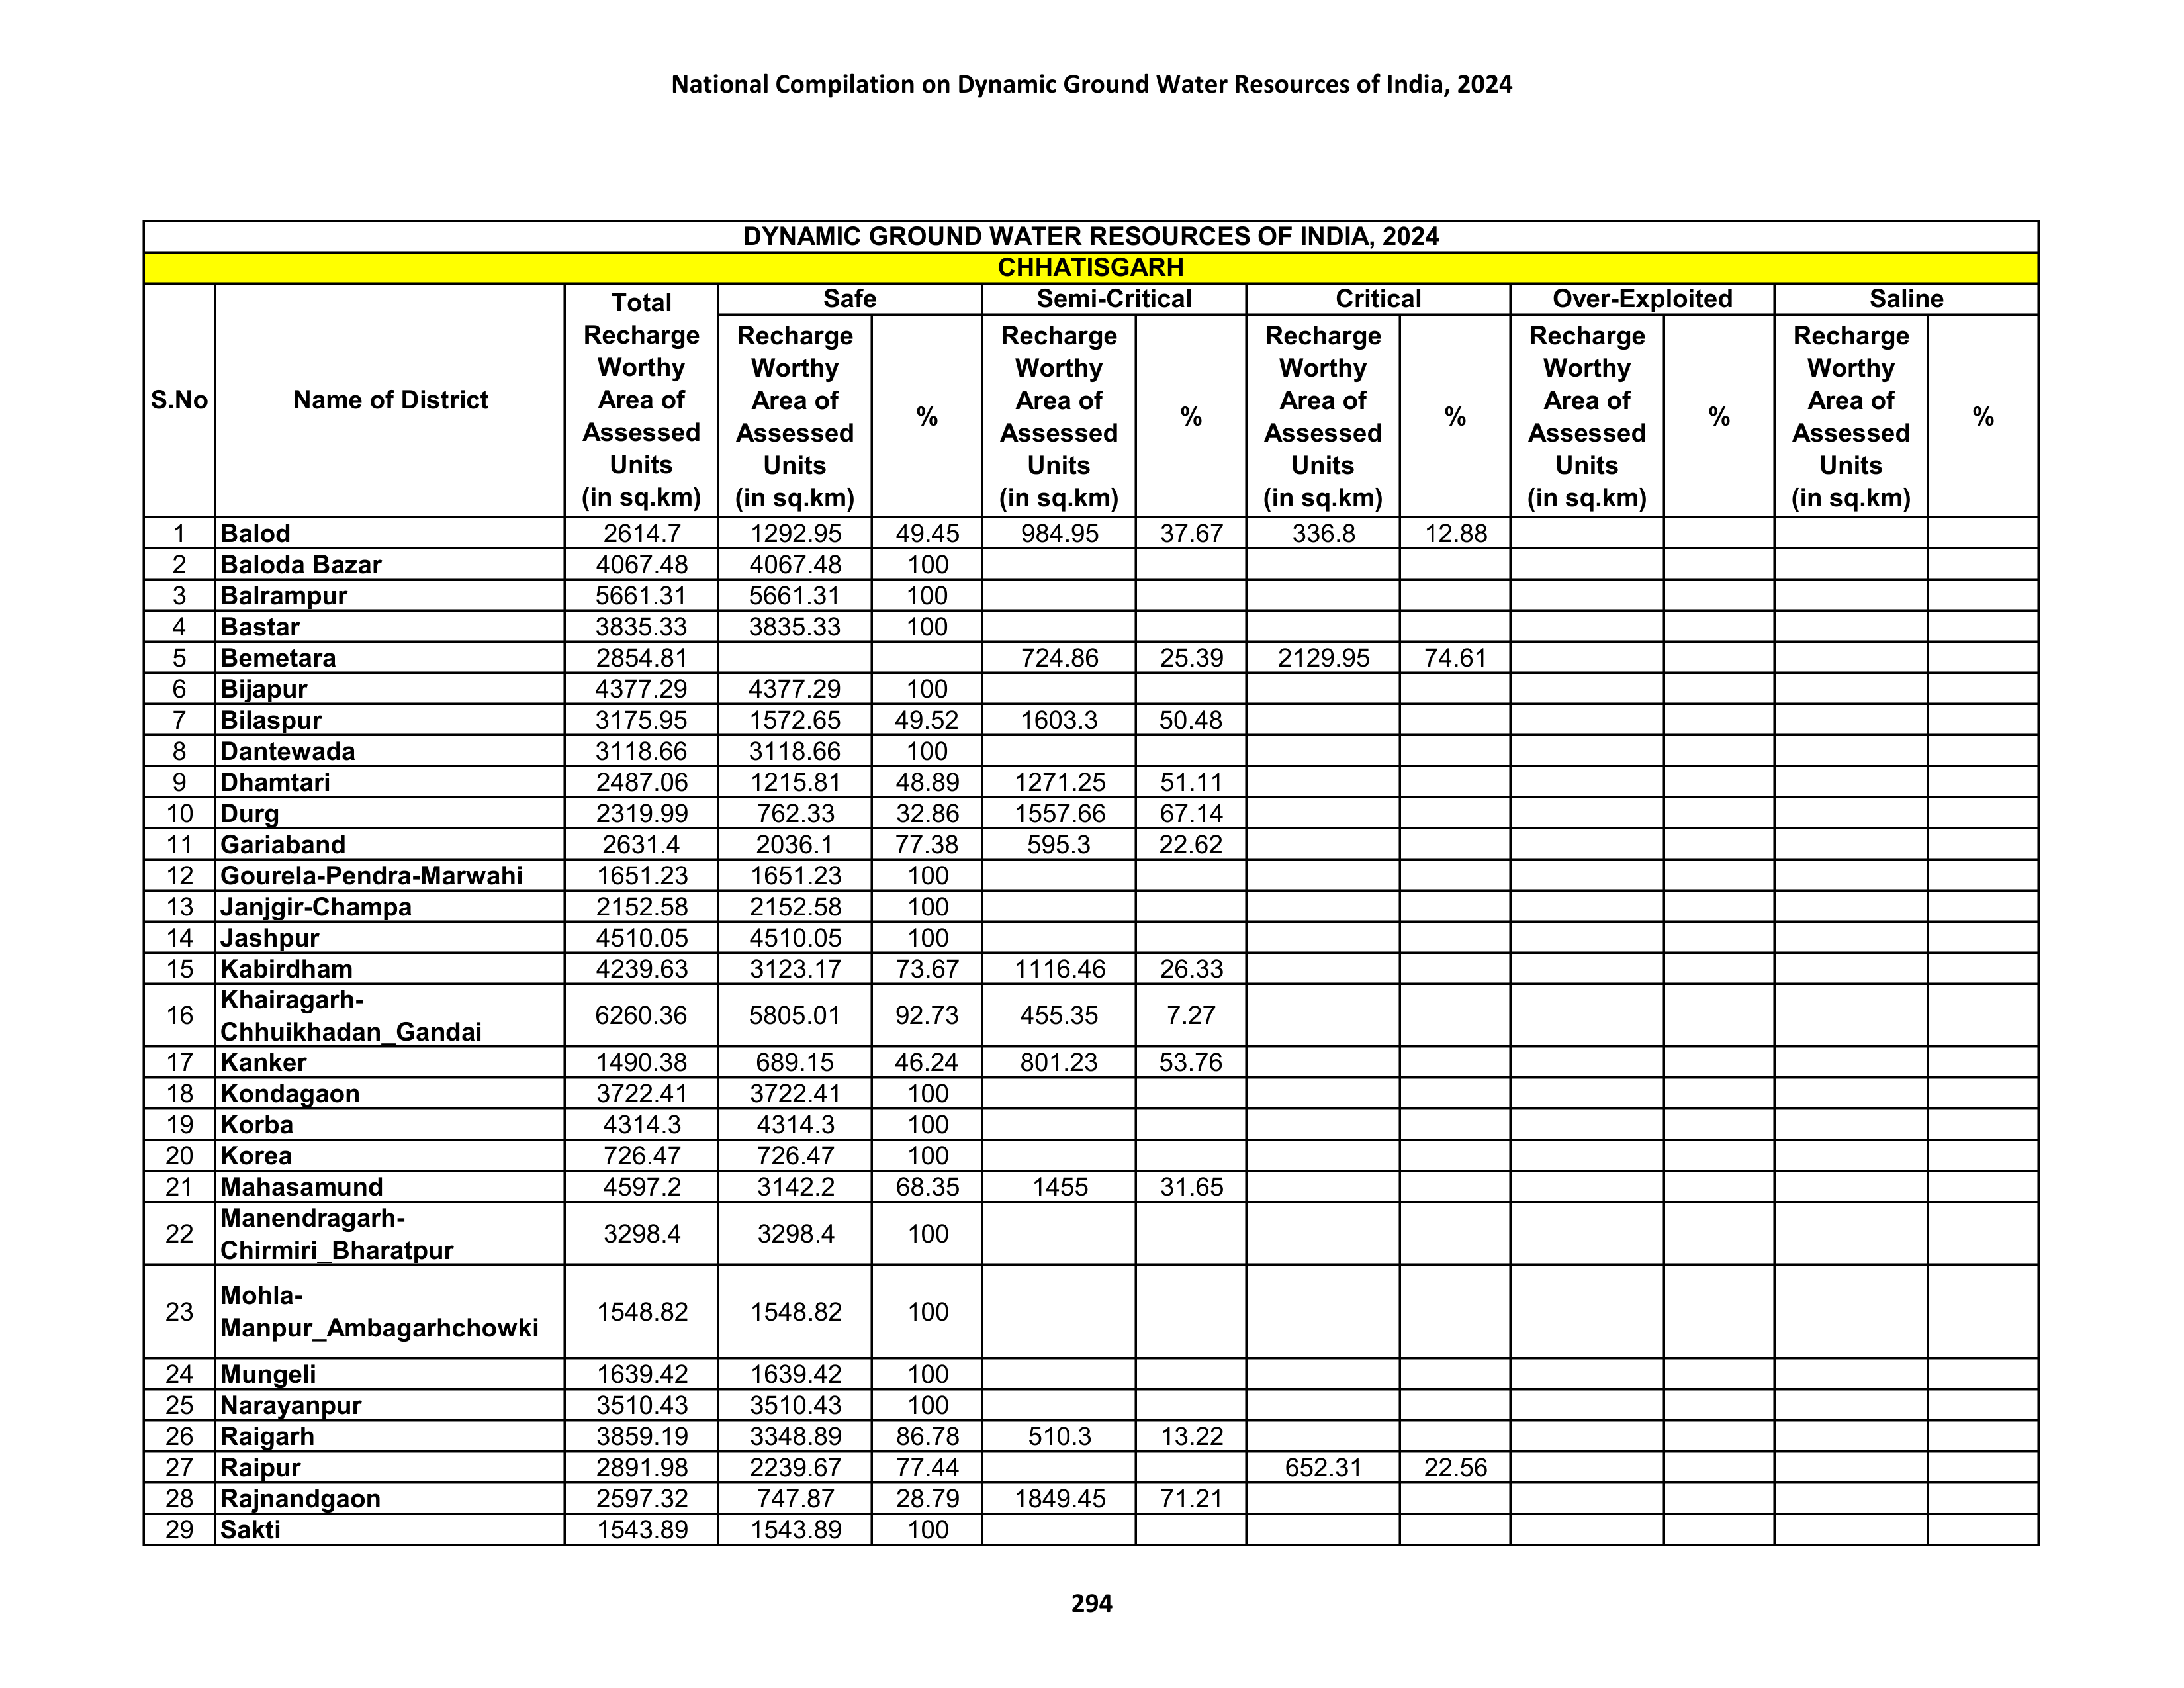 National Compilation on Dynamic Ground Water Resources of India, 2024
DYNAMIC GROUND WATER RESOURCES OF INDIA, 2024
CHHATISGARH
S.No Name of District Total Recharge Worthy Area of Assessed Units (in sq.km) Safe Semi-Critical Critical Over-Exploited Saline
Recharge Worthy Area of Assessed Units (in sq.km) % Recharge Worthy Area of Assessed Units (in sq.km) % Recharge Worthy Area of Assessed Units (in sq.km) % Recharge Worthy Area of Assessed Units (in sq.km) % Recharge Worthy Area of Assessed Units (in sq.km) %
1 Balod 2614.7 1292.95 49.45 984.95 37.67 336.8 12.88
2 Baloda Bazar 4067.48 4067.48 100
3 Balrampur 5661.31 5661.31 100
4 Bastar 3835.33 3835.33 100
5 Bemetara 2854.81 724.86 25.39 2129.95 74.61
6 Bijapur 4377.29 4377.29 100
7 Bilaspur 3175.95 1572.65 49.52 1603.3 50.48
8 Dantewada 3118.66 3118.66 100
9 Dhamtari 2487.06 1215.81 48.89 1271.25 51.11
10 Durg 2319.99 762.33 32.86 1557.66 67.14
11 Gariaband 2631.4 2036.1 77.38 595.3 22.62
12 Gourela-Pendra-Marwahi 1651.23 1651.23 100
13 Janjgir-Champa 2152.58 2152.58 100
14 Jashpur 4510.05 4510.05 100
15 Kabirdham 4239.63 3123.17 73.67 1116.46 26.33
16 Khairagarh-Chhuikhadan_Gandai 6260.36 5805.01 92.73 455.35 7.27
17 Kanker 1490.38 689.15 46.24 801.23 53.76
18 Kondagaon 3722.41 3722.41 100
19 Korba 4314.3 4314.3 100
20 Korea 726.47 726.47 100
21 Mahasamund 4597.2 3142.2 68.35 1455 31.65
22 Manendragarh-Chirmiri_Bharatpur 3298.4 3298.4 100
23 Mohla-Manpur_Ambagarhchowki 1548.82 1548.82 100
24 Mungeli 1639.42 1639.42 100
25 Narayanpur 3510.43 3510.43 100
26 Raigarh 3859.19 3348.89 86.78 510.3 13.22
27 Raipur 2891.98 2239.67 77.44 652.31 22.56
28 Rajnandgaon 2597.32 747.87 28.79 1849.45 71.21
29 Sakti 1543.89 1543.89 100
294